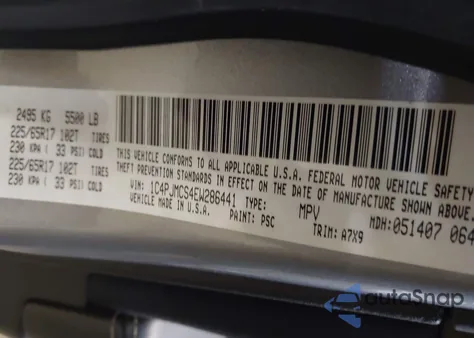 2495 KG 5500 LB
225/65R17 102T TIRES
230 KPA ( 33 PSI) COLD
225/65R17 102T TIRES
230 KPA ( 33 PSI) COLD
THIS VEHICLE CONFORMS TO ALL APPLICABLE U.S.A. FEDERAL MOTOR VEHICLE SAFETY
THEFT PREVENTION STANDARDS IN EFFECT ON THE DATE OF MANUFACTURE SHOWN ABOVE
VIN: 1C4PJMCS4EW286441 TYPE: MPV
VEHICLE MADE IN U.S.A. PAINT: PSC TRIM: A7X9 MDH:051407 064
autoSnap